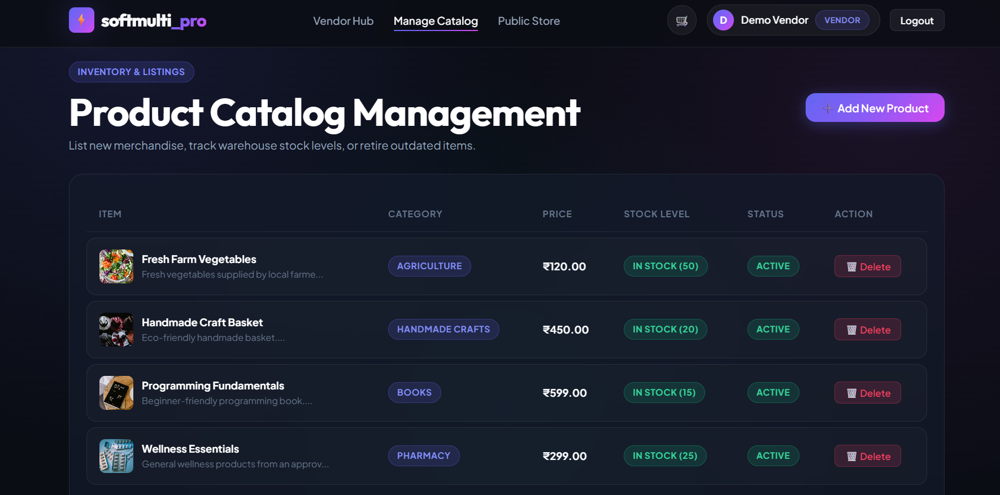 softmulti_pro
Vendor Hub
Manage Catalog
Public Store
D
Demo Vendor
VENDOR
Logout
INVENTORY & LISTINGS
Product Catalog Management
Add New Product
List new merchandise, track warehouse stock levels, or retire outdated items.
ITEM
CATEGORY
PRICE
STOCK LEVEL
STATUS
ACTION
Fresh Farm Vegetables
Fresh vegetables supplied by local farme...
AGRICULTURE
₹120.00
IN STOCK (50)
ACTIVE
Delete
Handmade Craft Basket
Eco-friendly handmade basket....
HANDMADE CRAFTS
₹450.00
IN STOCK (20)
ACTIVE
Delete
Programming Fundamentals
Beginner-friendly programming book....
BOOKS
₹599.00
IN STOCK (15)
ACTIVE
Delete
Wellness Essentials
General wellness products from an approv...
PHARMACY
₹299.00
IN STOCK (25)
ACTIVE
Delete